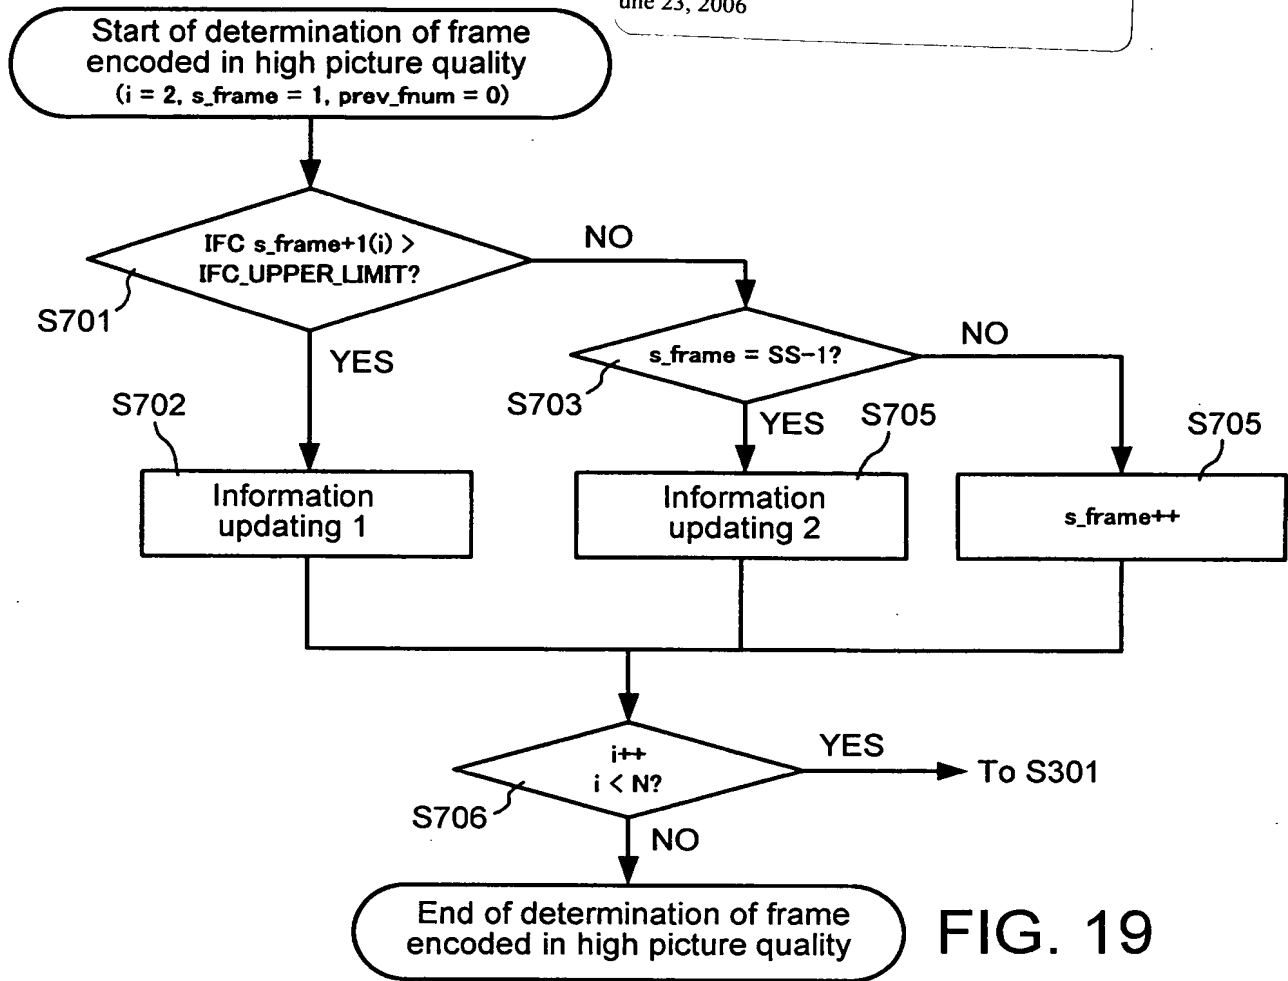 une 23, 2006
Start of determination of frame
encoded in high picture quality
(i = 2, s_frame = 1, prev_fnum = 0)
IFC s_frame+1(i) >
IFC_UPPER_LIMIT?
NO
S701
YES
s_frame = SS-1?
NO
S703
YES
S702
Information
updating 1
S705
Information
updating 2
S705
s_frame++
i++
i < N?
YES
To S301
S706
NO
End of determination of frame
encoded in high picture quality
FIG. 19